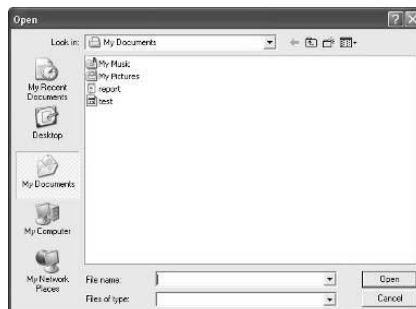 Open
Look in: My Documents
My Recent
Documents
Desktop
My Documents
My Computer
My Network
Places
My Music
My Pictures
report
test
File name:
Open
Files of type:
Cancel